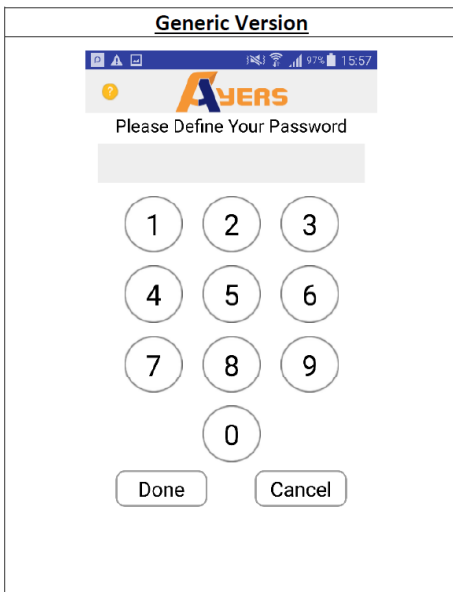 Generic Version
97% 15:57
?
AYERS
Please Define Your Password
1 2 3
4 5 6
7 8 9
0
Done Cancel